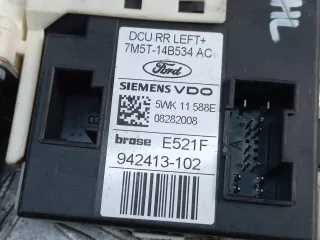 DCU RR LEFT+
7M5T-14B534 AC
Ford
SIEMENS VDO
5WK 11 588E
08282008
brose E521F
942413-102
A